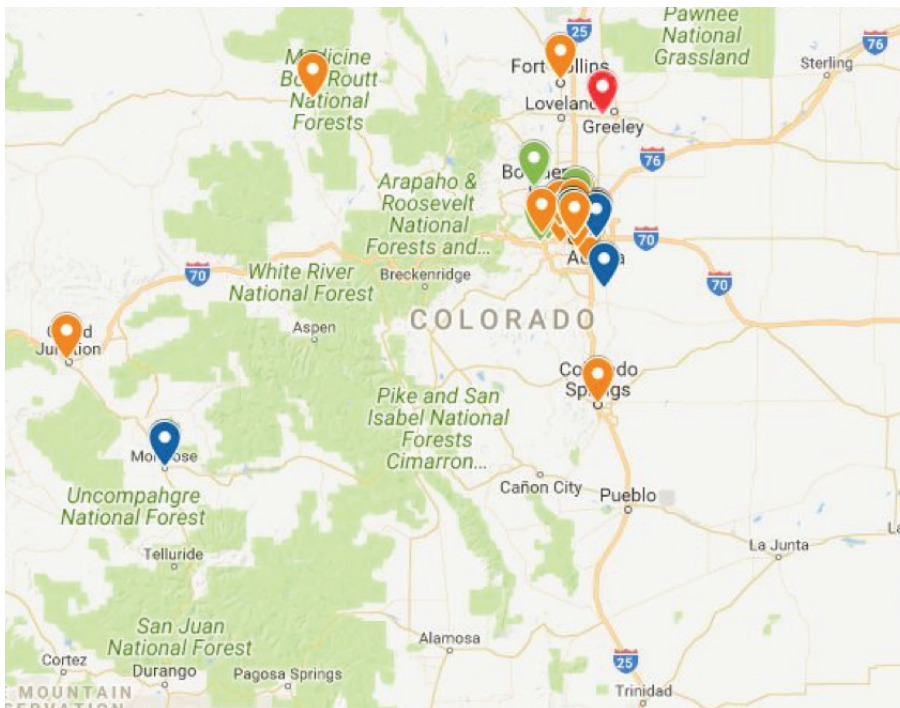 25
Pawnee
National
Grassland
76
Sterling
Medicine
Routt
National
Forests
Fort Collins
Loveland
Greeley
76
Arapaho &
Roosevelt
National
Forests and...
70
White River
National Forest
Breckenridge
70
70
COLORADO
Aspen
Junction
Springs
Pike and San
Isabel National
Forests
Cimarron...
Uncompahgre
National Forest
Cañon City
Pueblo
Telluride
La Junta
San Juan
National Forest
Alamosa
Cortez
Durango
Pagosa Springs
25
Trinidad
MOUNTAIN